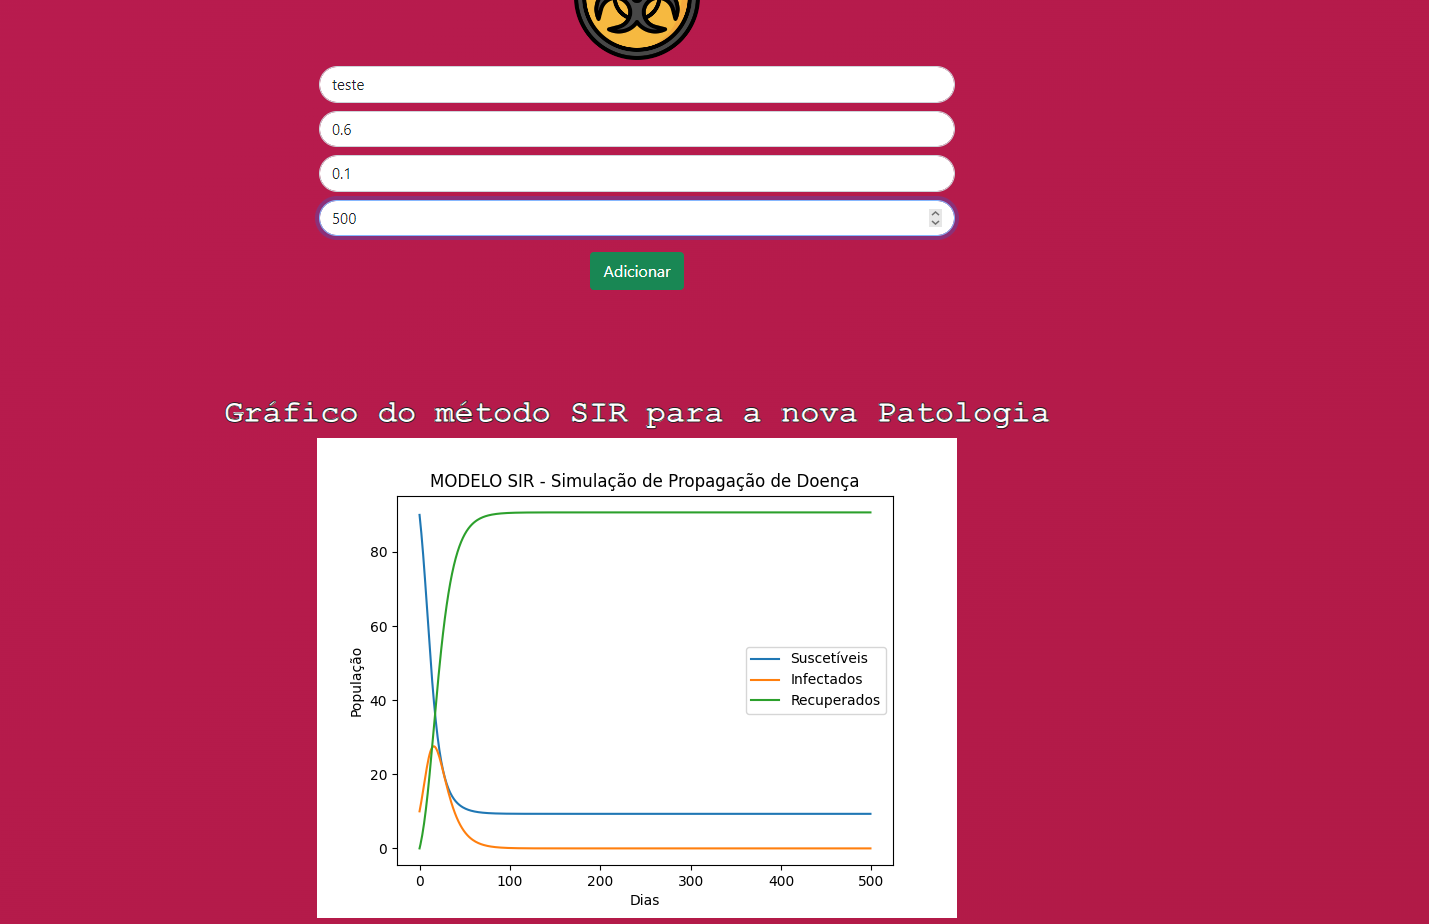 teste
0.6
0.1
500
Adicionar
Gráfico do método SIR para a nova Patologia
MODELO SIR - Simulação de Propagação de Doença
80
60
40
20
0
População
Suscetíveis
Infectados
Recuperados
0 100 200 300 400 500
Dias